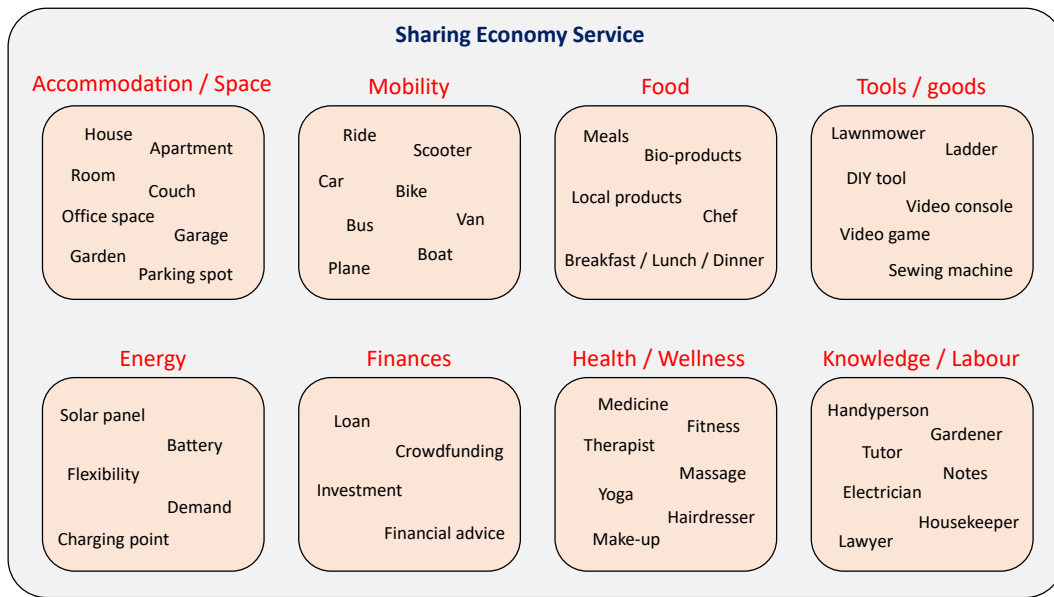 Sharing Economy Service
Accommodation / Space
House
Apartment
Room
Couch
Office space
Garage
Garden
Parking spot
Mobility
Ride
Scooter
Car
Bike
Bus
Van
Boat
Plane
Food
Meals
Bio-products
Local products
Chef
Breakfast / Lunch / Dinner
Tools / goods
Lawnmower
Ladder
DIY tool
Video console
Video game
Sewing machine
Energy
Solar panel
Battery
Flexibility
Demand
Charging point
Finances
Loan
Crowdfunding
Investment
Financial advice
Health / Wellness
Medicine
Fitness
Therapist
Massage
Yoga
Hairdresser
Make-up
Knowledge / Labour
Handyperson
Gardener
Tutor
Notes
Electrician
Housekeeper
Lawyer